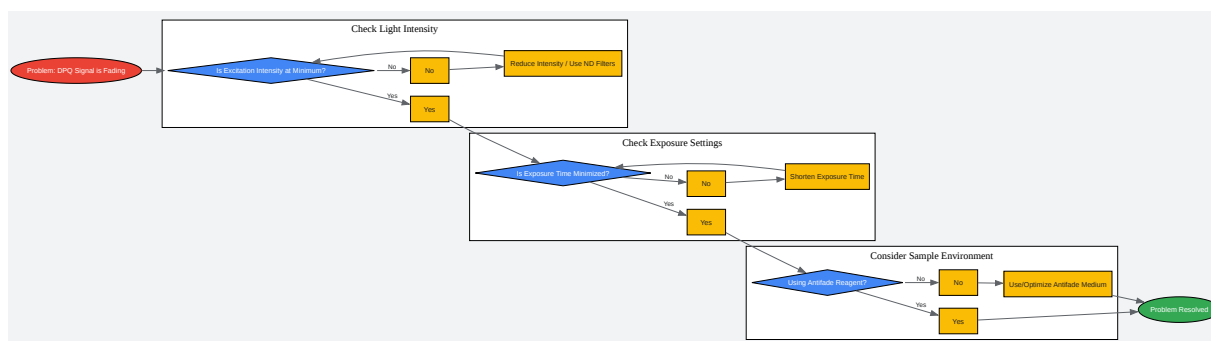 Check Light Intensity
Problem: DPQ Signal is Fading
Is Excitation Intensity at Minimum?
No
No
Reduce Intensity / Use ND Filters
Yes
Yes
Check Exposure Settings
Is Exposure Time Minimized?
No
No
Shorten Exposure Time
Yes
Yes
Consider Sample Environment
Using Antifade Reagent?
No
No
Use/Optimize Antifade Medium
Yes
Yes
Problem Resolved